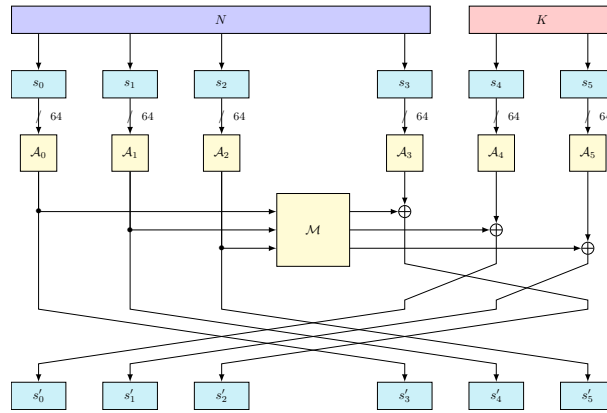 N K
s₀ s₁ s₂ s₃ s₄ s₅
64 64 64 64 64 64
𝒜₀ 𝒜₁ 𝒜₂ 𝒜₃ 𝒜₄ 𝒜₅
ℳ
s′₀ s′₁ s′₂ s′₃ s′₄ s′₅